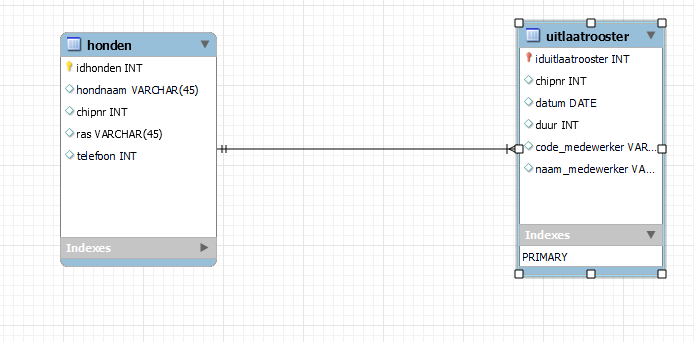 honden
idhonden INT
hondnaam VARCHAR(45)
chipnr INT
ras VARCHAR(45)
telefoon INT
Indexes
uitlaatrooster
iduitlaatrooster INT
chipnr INT
datum DATE
duur INT
code_medewerker VAR...
naam_medewerker VA...
Indexes
PRIMARY